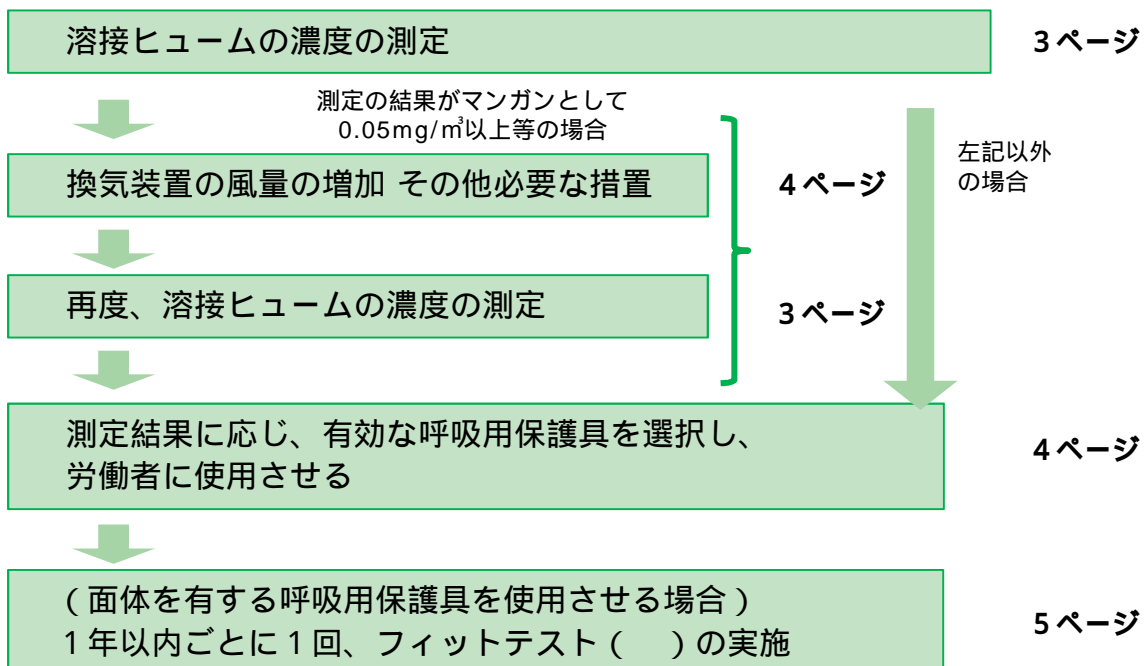 溶接ヒュームの濃度の測定
3ページ
測定の結果がマンガンとして
0.05mg/㎥以上等の場合
左記以外
の場合
換気装置の風量の増加 その他必要な措置
4ページ
再度、溶接ヒュームの濃度の測定
3ページ
測定結果に応じ、有効な呼吸用保護具を選択し、
労働者に使用させる
4ページ
(面体を有する呼吸用保護具を使用させる場合)
1年以内ごとに1回、フィットテスト( )の実施
5ページ